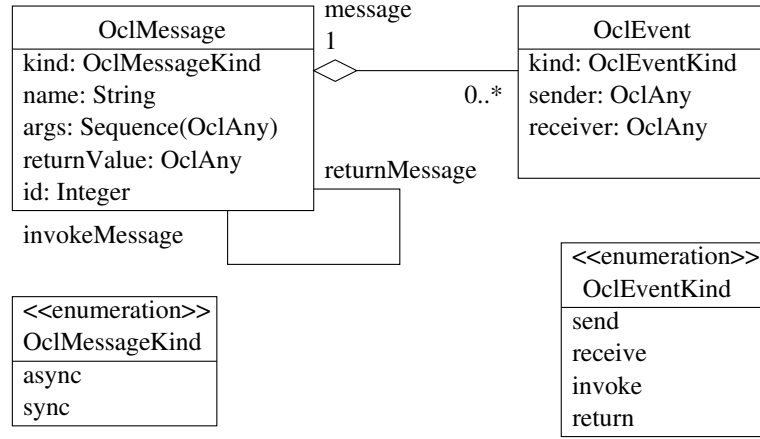 message
OclMessage
1
OclEvent
kind: OclMessageKind
name: String
args: Sequence(OclAny)
returnValue: OclAny
id: Integer
0..*
kind: OclEventKind
sender: OclAny
receiver: OclAny
returnMessage
invokeMessage
<<enumeration>>
OclMessageKind
async
sync
<<enumeration>>
OclEventKind
send
receive
invoke
return